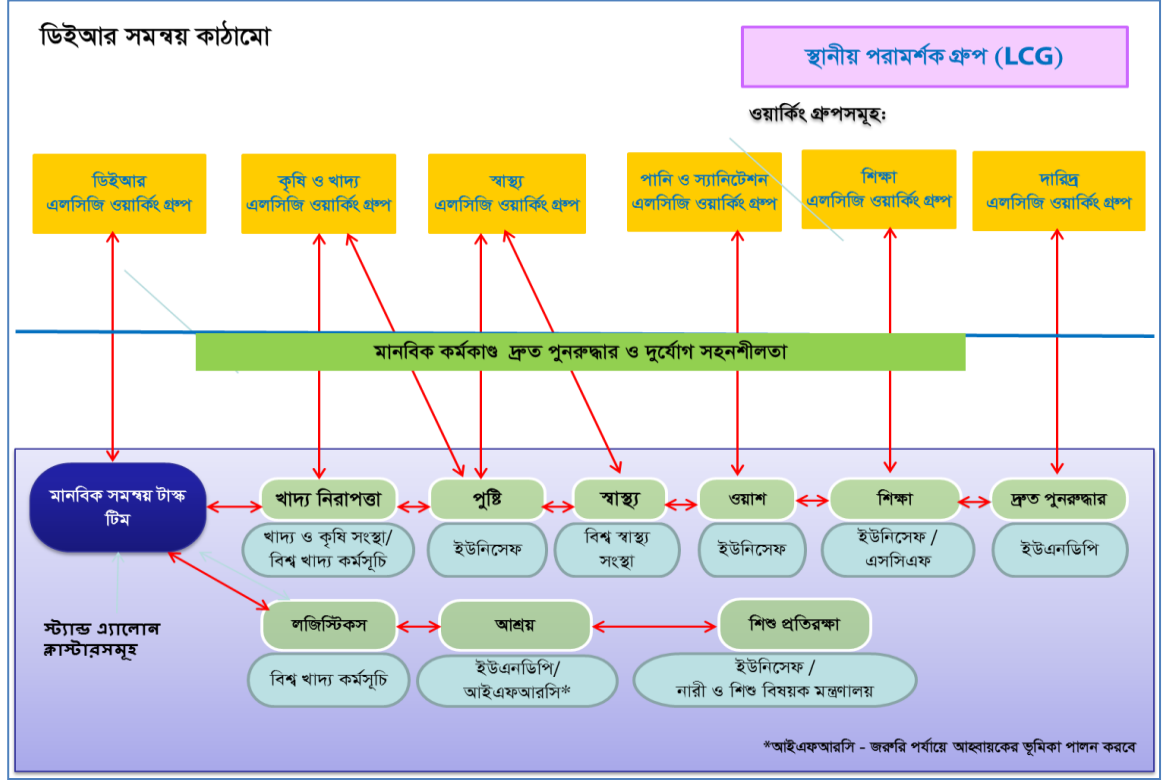 ডিইআর সমন্বয় কাঠামো
স্থানীয় পরামর্শক গ্রুপ (LCG)
ওয়ার্কিং গ্রুপসমূহ:
ডিইআর
এলসিজি ওয়ার্কিং গ্রুপ
কৃষি ও খাদ্য
এলসিজি ওয়ার্কিং গ্রুপ
স্বাস্থ্য
এলসিজি ওয়ার্কিং গ্রুপ
পানি ও স্যানিটেশন
এলসিজি ওয়ার্কিং গ্রুপ
শিক্ষা
এলসিজি ওয়ার্কিং গ্রুপ
দারিদ্র
এলসিজি ওয়ার্কিং গ্রুপ
মানবিক কর্মকাণ্ড দ্রুত পুনরুদ্ধার ও দুর্যোগ সহনশীলতা
মানবিক সমন্বয় টাস্ক
টিম
খাদ্য নিরাপত্তা
পুষ্টি
স্বাস্থ্য
ওয়াশ
শিক্ষা
দ্রুত পুনরুদ্ধার
খাদ্য ও কৃষি সংস্থা/
বিশ্ব খাদ্য কর্মসূচি
ইউনিসেফ
বিশ্ব স্বাস্থ্য
সংস্থা
ইউনিসেফ
ইউনিসেফ /
এসসিএফ
ইউএনডিপি
স্ট্যান্ড এ্যালোন
ক্লাস্টারসমূহ
লজিস্টিকস
আশ্রয়
শিশু প্রতিরক্ষা
বিশ্ব খাদ্য কর্মসূচি
ইউএনডিপি/
আইএফআরসি*
ইউনিসেফ /
নারী ও শিশু বিষয়ক মন্ত্রণালয়
*আইএফআরসি - জরুরি পর্যায়ে আহ্বায়কের ভূমিকা পালন করবে